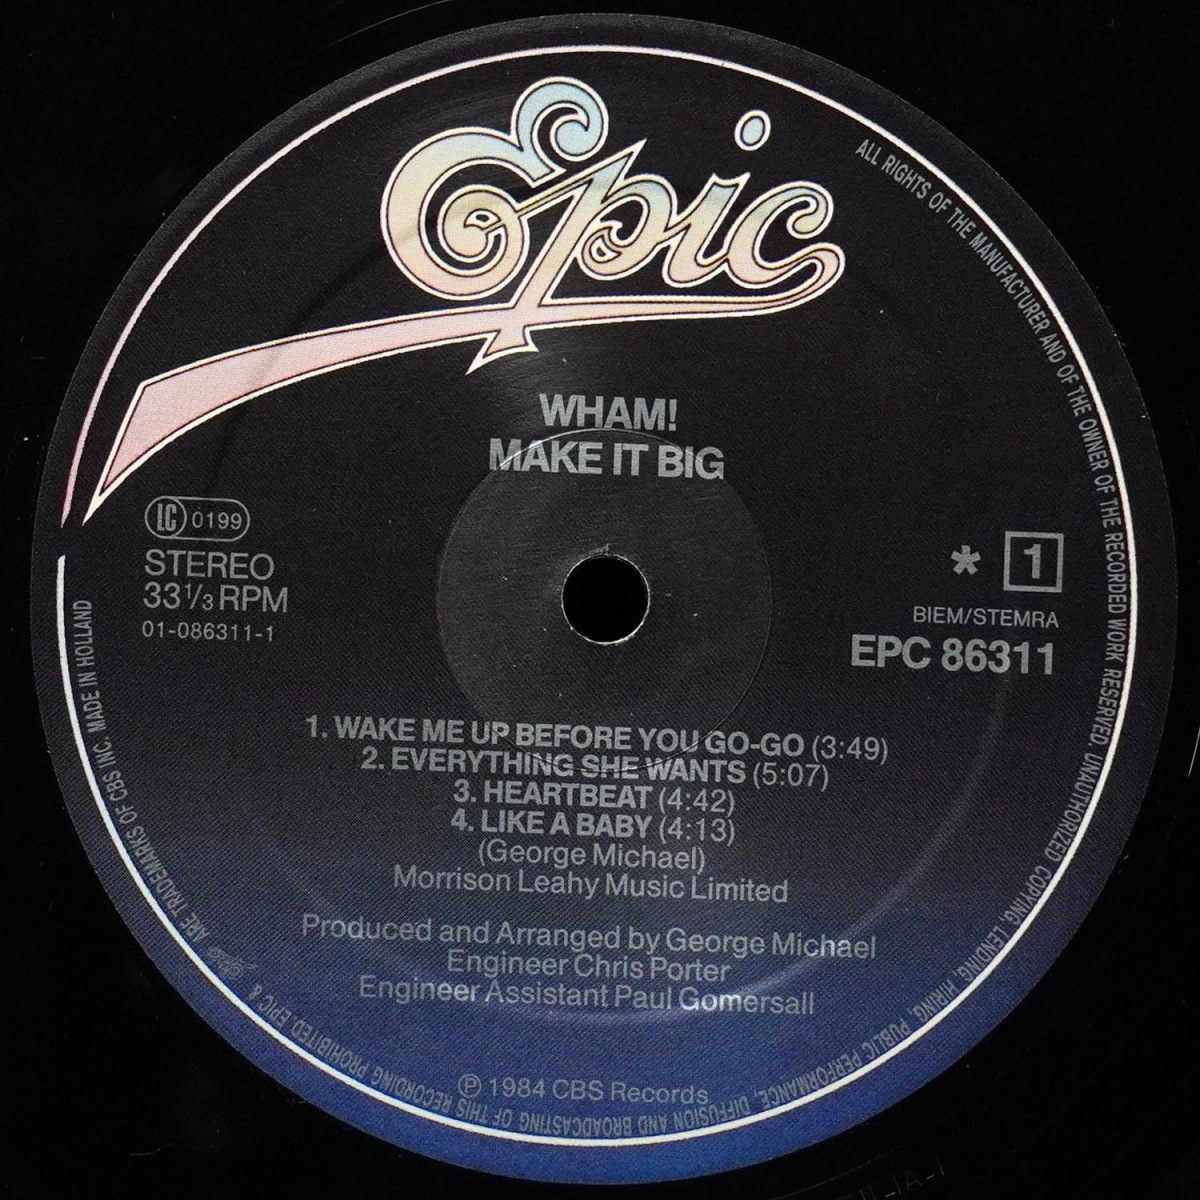 Epic
WHAM!
MAKE IT BIG
LC 0199
STEREO
33⅓ RPM
01-086311-1
* 1
BIEM/STEMRA
EPC 86311
1. WAKE ME UP BEFORE YOU GO-GO (3:49)
2. EVERYTHING SHE WANTS (5:07)
3. HEARTBEAT (4:42)
4. LIKE A BABY (4:13)
(George Michael)
Morrison Leahy Music Limited
Produced and Arranged by George Michael
Engineer Chris Porter
Engineer Assistant Paul Gomersall
℗ 1984 CBS Records
ALL RIGHTS OF THE MANUFACTURER AND OF THE OWNER OF THE RECORDED WORK RESERVED. UNAUTHORIZED COPYING, LENDING, HIRING, PUBLIC PERFORMANCE, DIFFUSION AND BROADCASTING OF THIS RECORDING PROHIBITED. EPIC & Epic ARE TRADEMARKS OF CBS INC. MADE IN HOLLAND